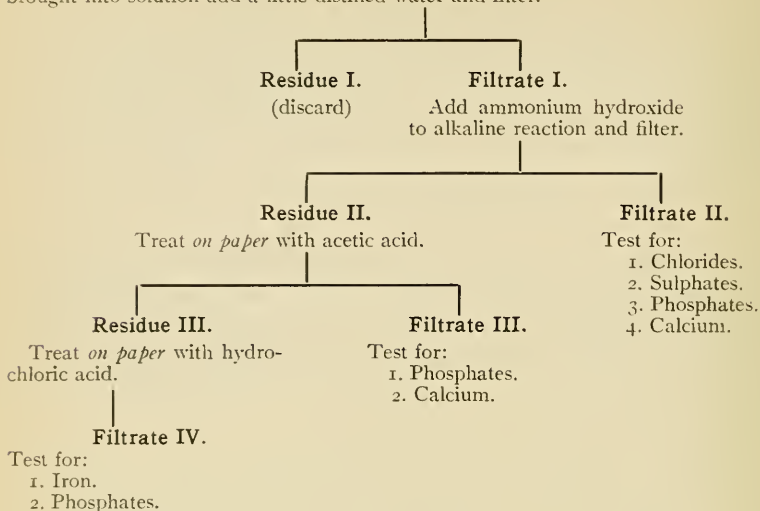 brought into solution add a little distilled water and filter.
Residue I.
(discard)
Filtrate I.
Add ammonium hydroxide
to alkaline reaction and filter.
Residue II.
Treat on paper with acetic acid.
Filtrate II.
Test for:
1. Chlorides.
2. Sulphates.
3. Phosphates.
4. Calcium.
Residue III.
Treat on paper with hydro-
chloric acid.
Filtrate III.
Test for:
1. Phosphates.
2. Calcium.
Filtrate IV.
Test for:
1. Iron.
2. Phosphates.